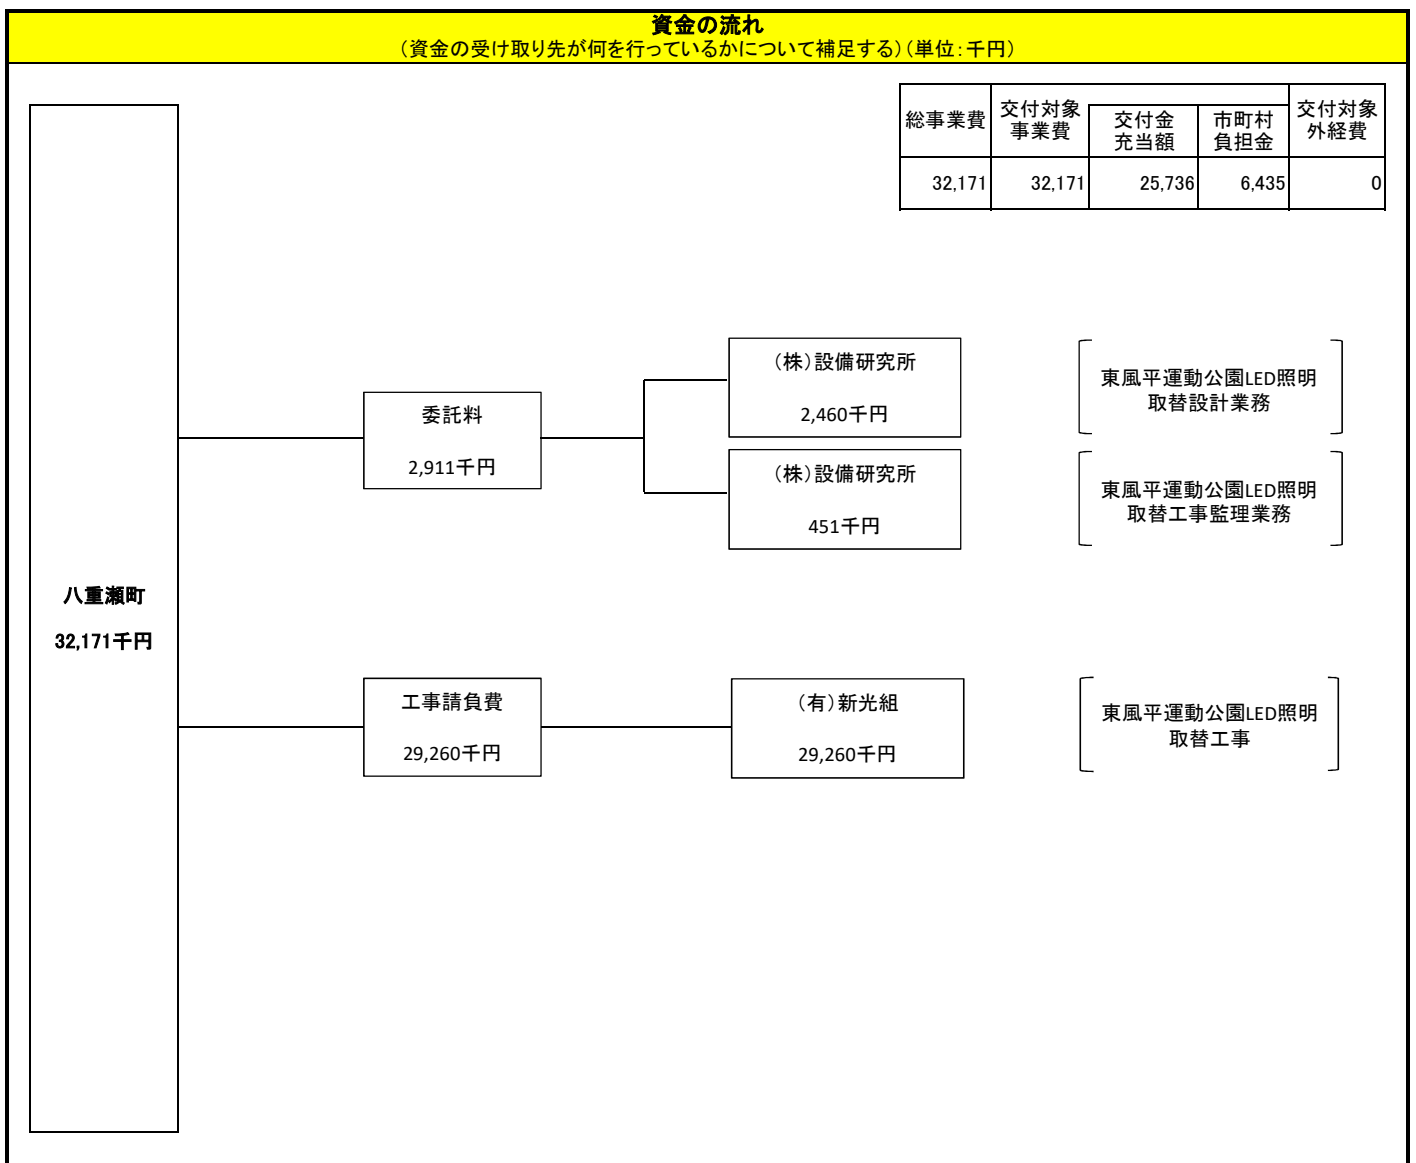 資金の流れ
（資金の受け取り先が何を行っているかについて補足する）（単位：千円）
総事業費
交付対象
事業費
交付金
充当額
市町村
負担金
交付対象
外経費
32,171
32,171
25,736
6,435
0
八重瀬町
32,171千円
委託料
2,911千円
（株）設備研究所
2,460千円
東風平運動公園LED照明
取替設計業務
（株）設備研究所
451千円
東風平運動公園LED照明
取替工事監理業務
工事請負費
29,260千円
（有）新光組
29,260千円
東風平運動公園LED照明
取替工事